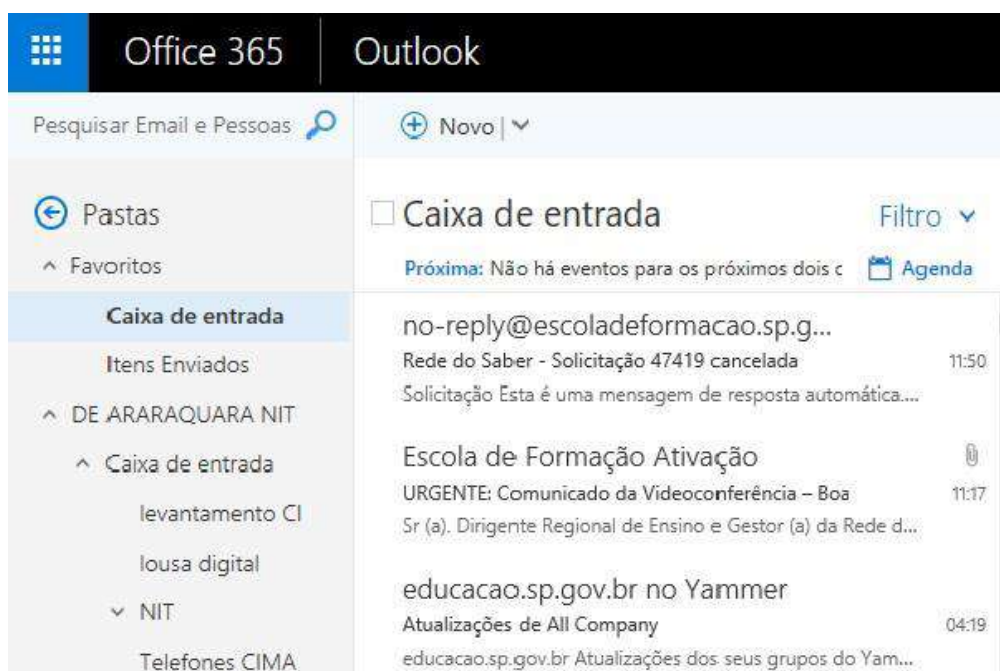 Office 365 Outlook
Pesquisar Email e Pessoas
Novo
Pastas
Favoritos
Caixa de entrada
Itens Enviados
DE ARARAQUARA NIT
Caixa de entrada
levantamento CI
lousa digital
NIT
Telefones CIMA
Caixa de entrada Filtro
Próxima: Não há eventos para os próximos dois Agenda
no-reply@escoladeformacao.sp.g...
Rede do Saber - Solicitação 47419 cancelada 11:50
Solicitação Esta é uma mensagem de resposta automática....
Escola de Formação Ativação
URGENTE: Comunicado da Videoconferência – Boa 11:17
Sr (a). Dirigente Regional de Ensino e Gestor (a) da Rede d...
educacao.sp.gov.br no Yammer
Atualizações de All Company 04:19
educacao.sp.gov.br Atualizações dos seus grupos do Yam...